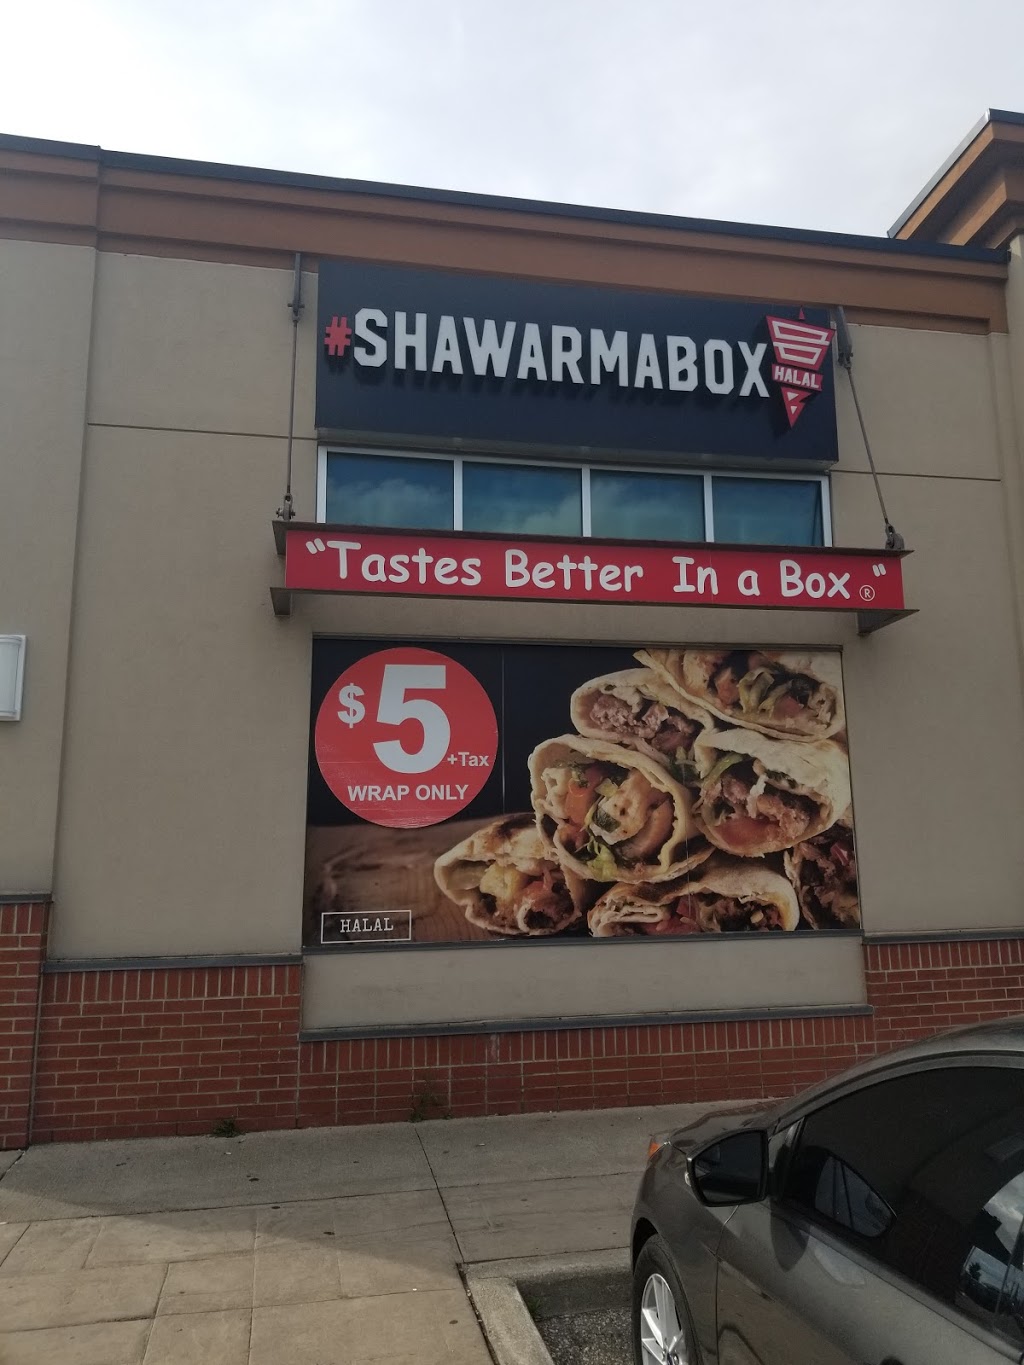 #SHAWARMABOX
HALAL
"Tastes Better In a Box®"
$5
+Tax
WRAP ONLY
HALAL